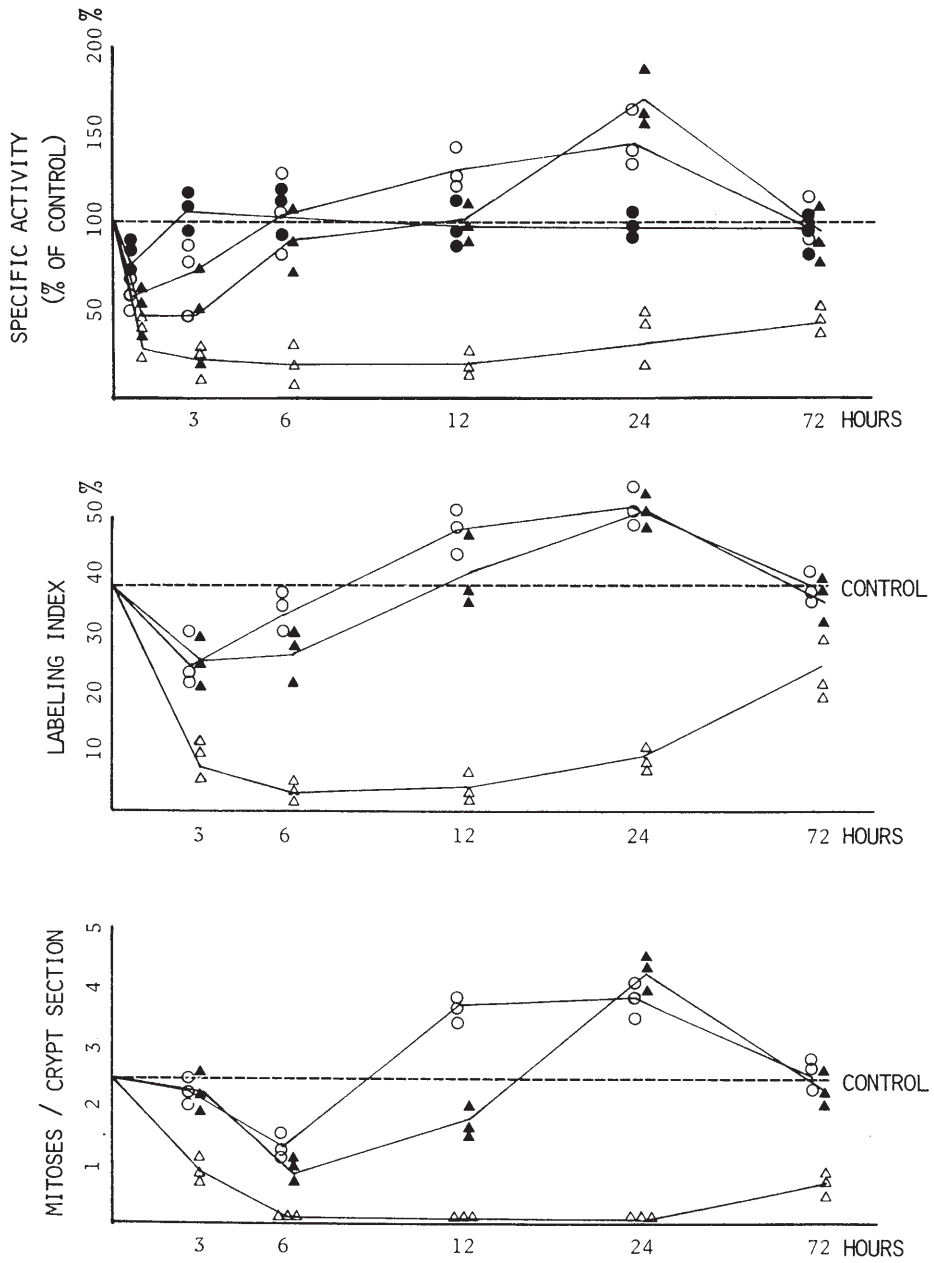 SPECIFIC ACTIVITY
(% OF CONTROL)
200 %
150
100
50
3 6 12 24 72 HOURS
LABELING INDEX
50 %
40
30
20
10
CONTROL
3 6 12 24 72 HOURS
MITOSES / CRYPT SECTION
5
4
3
2
1
CONTROL
3 6 12 24 72 HOURS